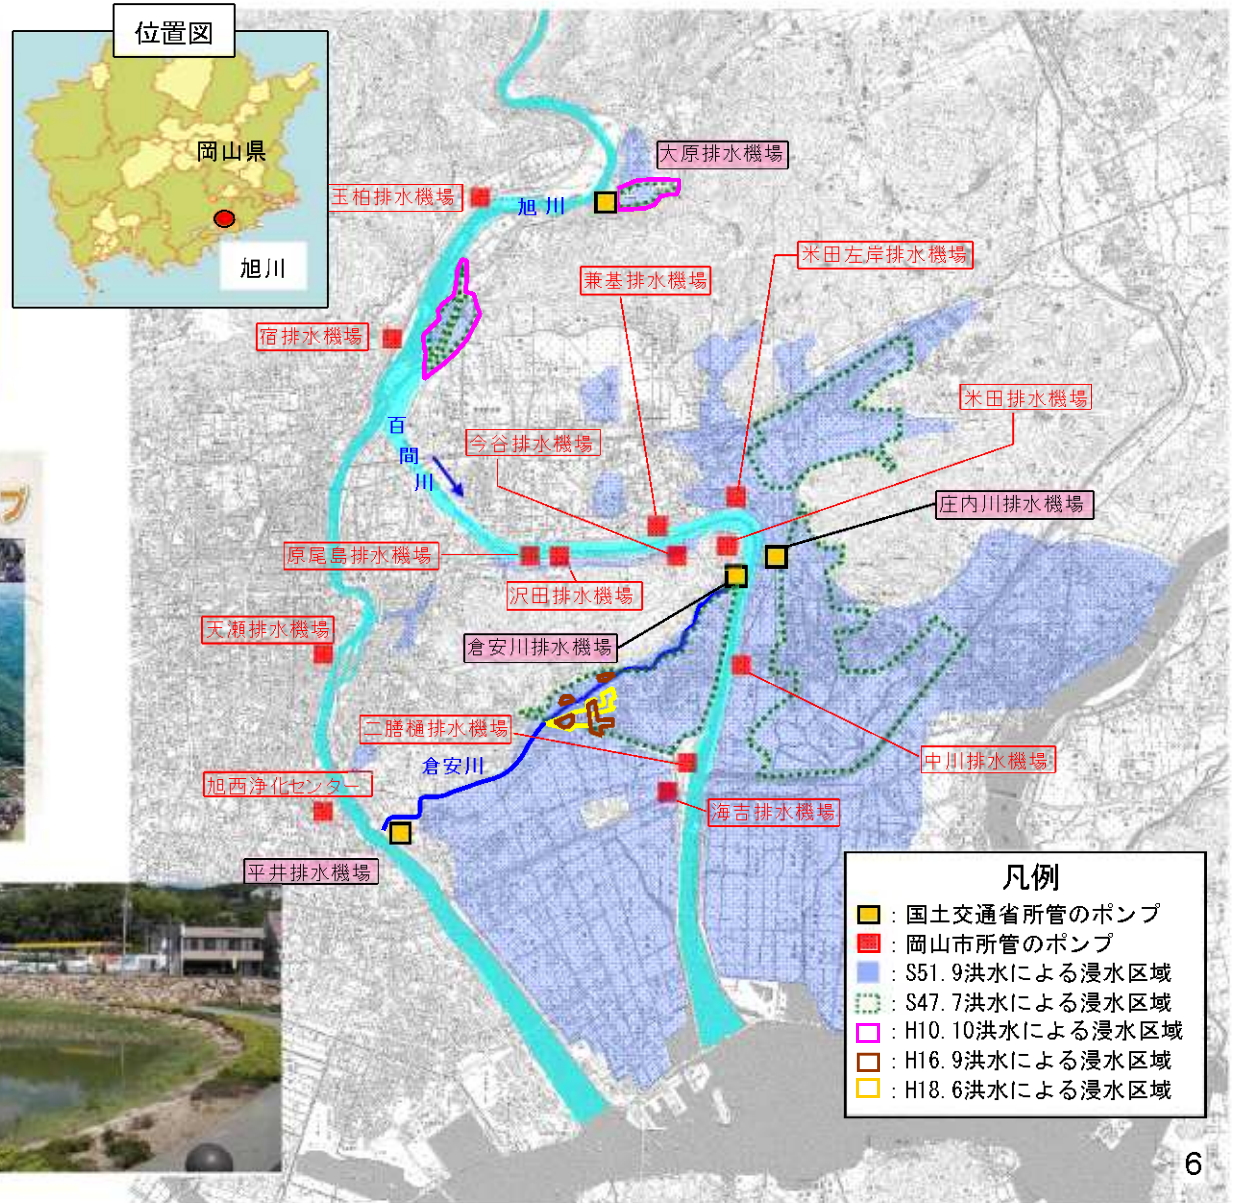 位置図
岡山県
旭川
大原排水機場
玉柏排水機場
旭川
米田左岸排水機場
兼基排水機場
宿排水機場
米田排水機場
百間川
今谷排水機場
庄内川排水機場
原尾島排水機場
沢田排水機場
天瀬排水機場
倉安川排水機場
二膳樋排水機場
中川排水機場
倉安川
旭西浄化センター
海吉排水機場
平井排水機場
プ
凡例
:国土交通省所管のポンプ
:岡山市所管のポンプ
:S51.9洪水による浸水区域
:S47.7洪水による浸水区域
:H10.10洪水による浸水区域
:H16.9洪水による浸水区域
:H18.6洪水による浸水区域
6